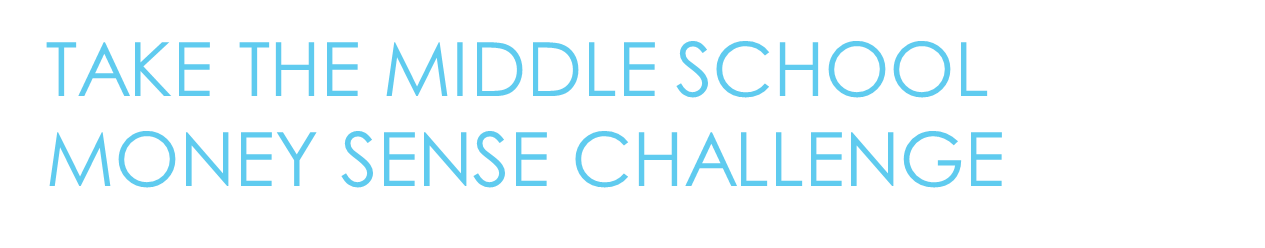 TAKE THE MIDDLE SCHOOL
MONEY SENSE CHALLENGE